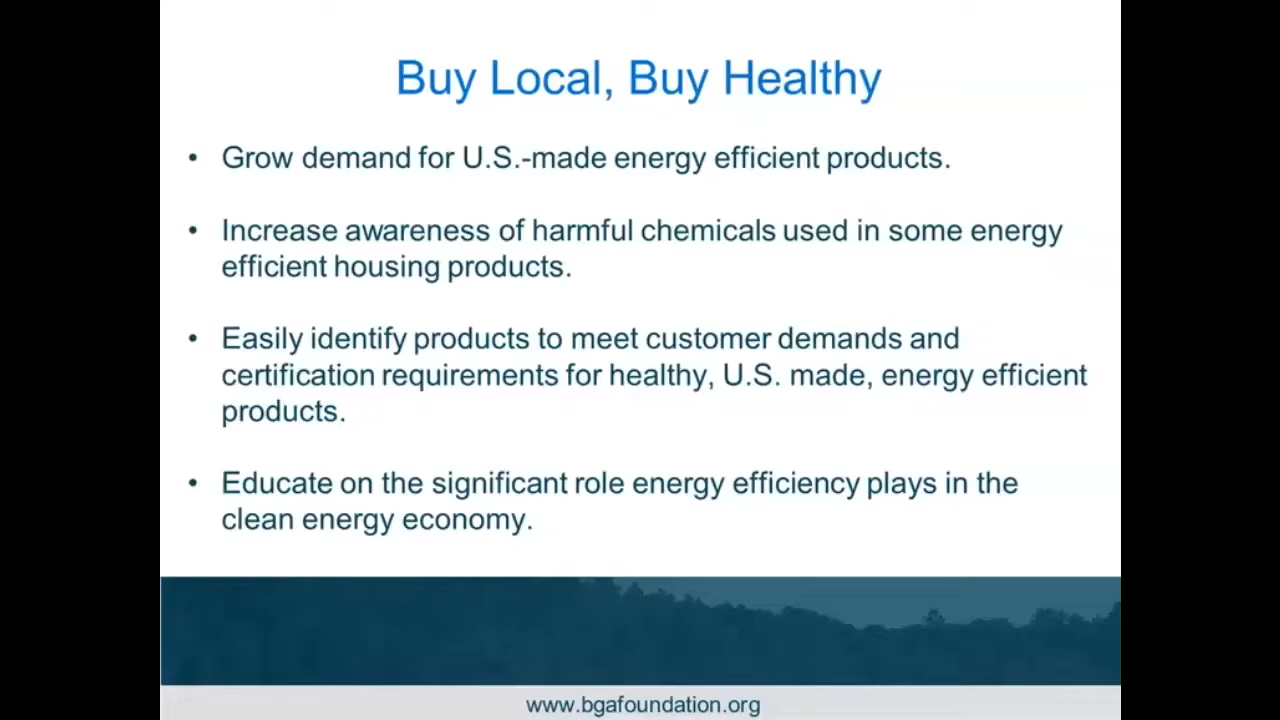 Buy Local, Buy Healthy
• Grow demand for U.S.-made energy efficient products.
• Increase awareness of harmful chemicals used in some energy
efficient housing products.
• Easily identify products to meet customer demands and
certification requirements for healthy, U.S. made, energy efficient
products.
• Educate on the significant role energy efficiency plays in the
clean energy economy.
www.bgafoundation.org